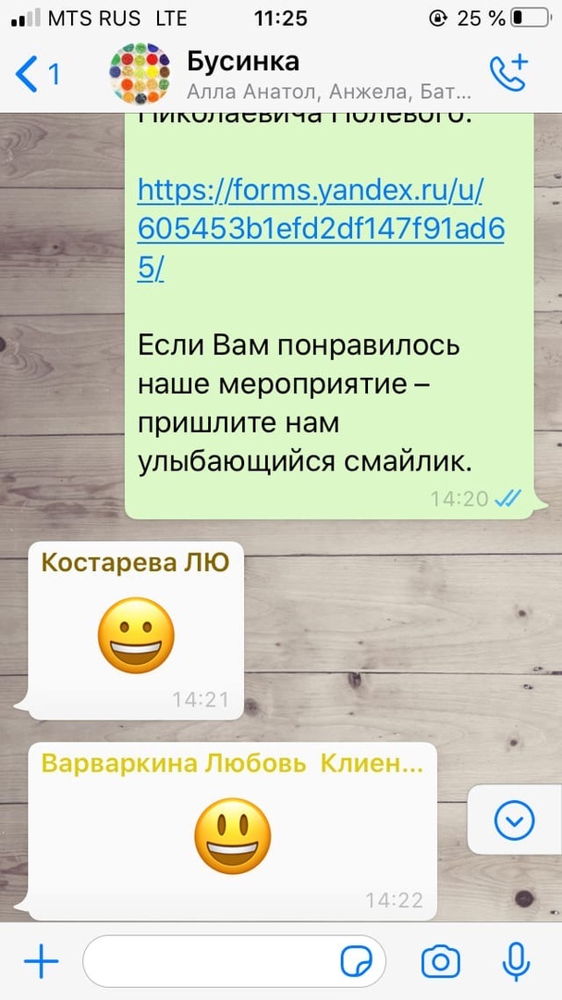 MTS RUS LTE 11:25 25 %
1 Бусинка
Алла Анатол, Анжела, Бат...
Николаевича Полевого.
https://forms.yandex.ru/u/
605453b1efd2df147f91ad6
5/
Если Вам понравилось
наше мероприятие –
пришлите нам
улыбающийся смайлик.
14:20
Костарева ЛЮ
14:21
Варваркина Любовь Клиен...
14:22